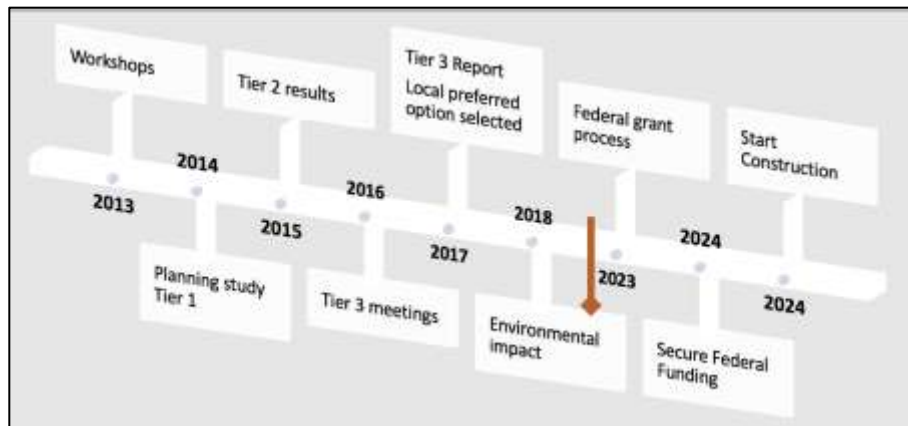 Workshops
2013
2014
Planning study
Tier 1
Tier 2 results
2015
2016
Tier 3 meetings
Tier 3 Report
Local preferred
option selected
2017
2018
Environmental
impact
Federal grant
process
2023
2024
Secure Federal
Funding
Start
Construction
2024